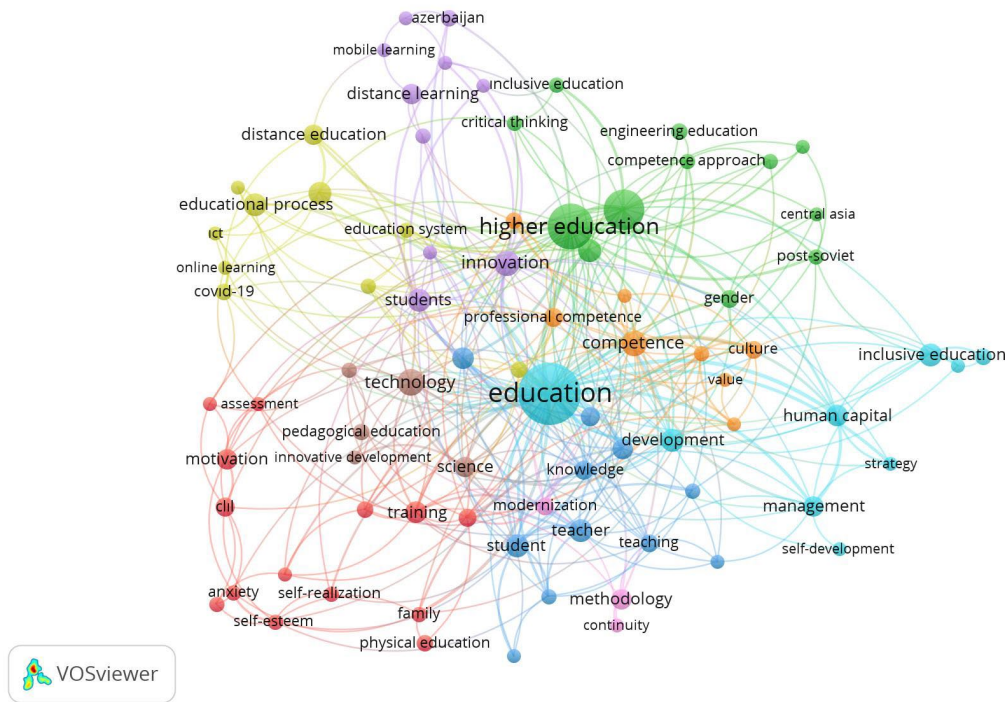 azerbaijan
mobile learning
distance learning
inclusive education
critical thinking
distance education
engineering education
competence approach
educational process
higher education
central asia
ict
education system
post-soviet
online learning
innovation
covid-19
students
gender
professional competence
competence
culture
inclusive education
technology
value
education
assessment
human capital
pedagogical education
development
motivation
innovative development
science
knowledge
strategy
clil
training
modernization
management
student
teacher
teaching
self-development
anxiety
self-realization
methodology
self-esteem
family
continuity
physical education
VOSviewer